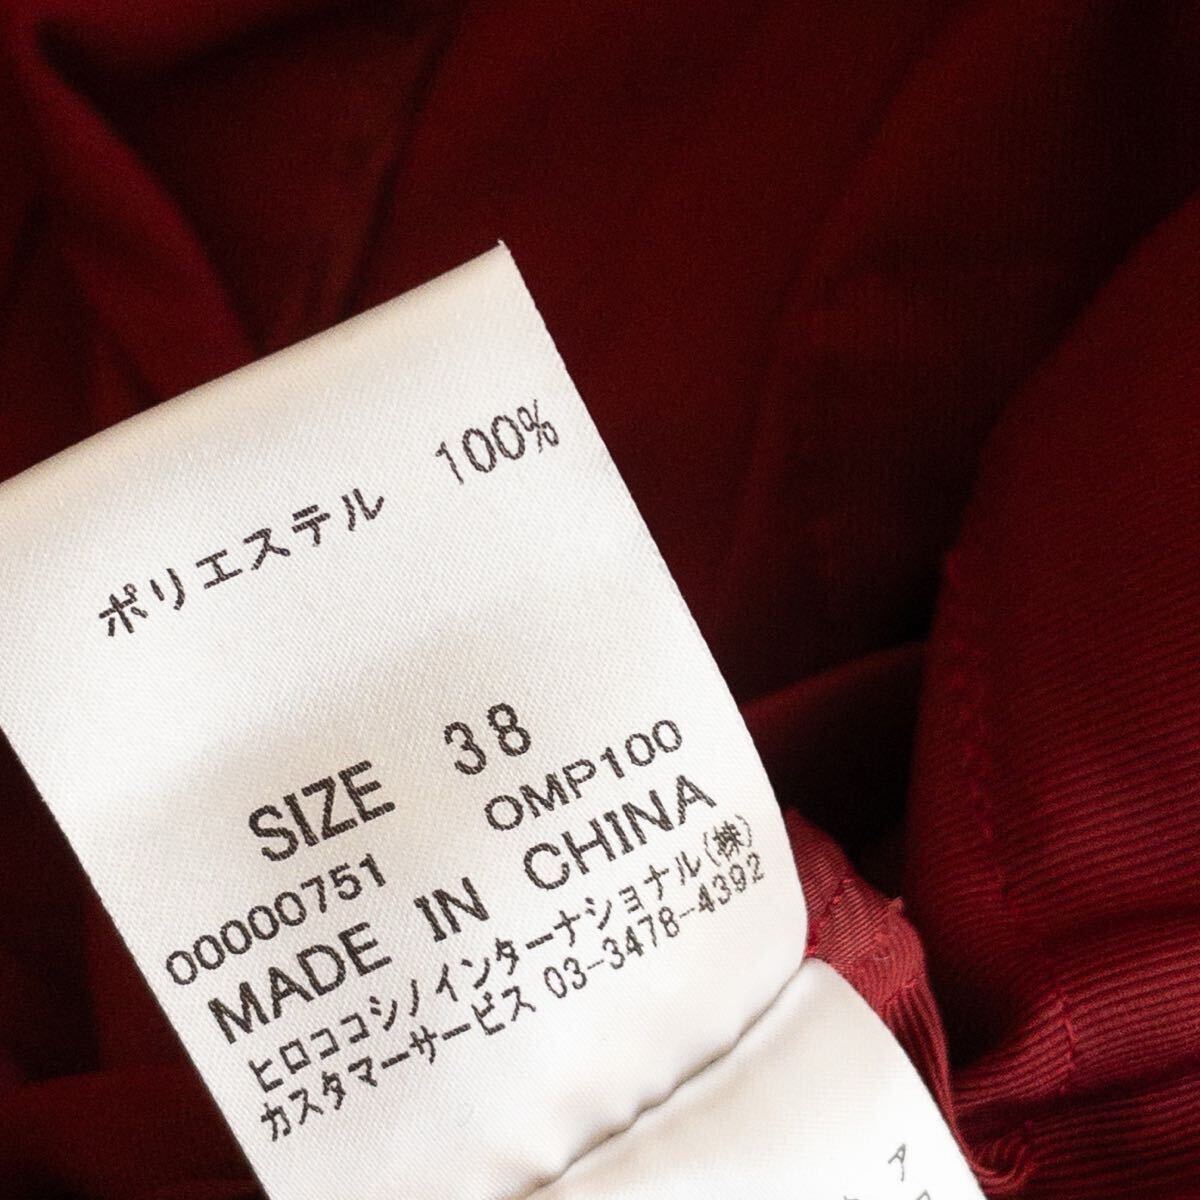 ポリエステル 100%
SIZE 38
00000751 OMP100
MADE IN CHINA
ヒロココシノインターナショナル(株)
カスタマーサービス 03-3478-4392
ア